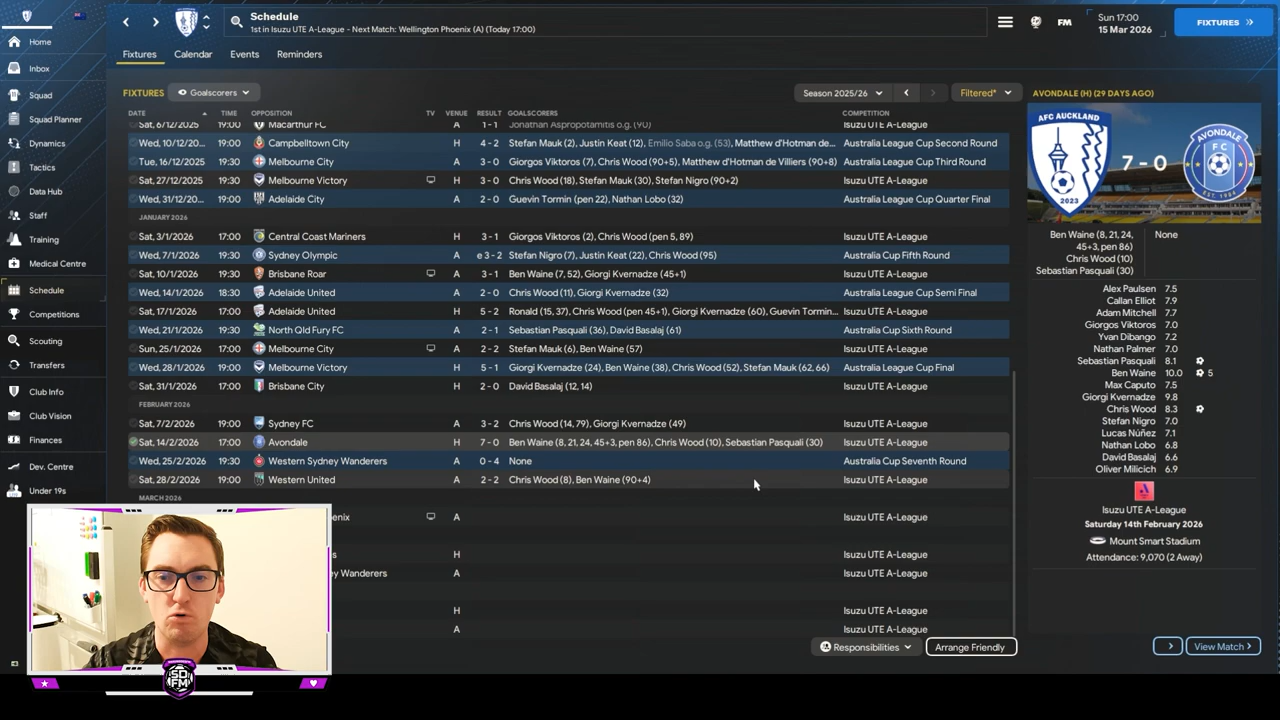 Schedule
1st in Isuzu UTE A-League - Next Match: Wellington Phoenix (A) (Today 17:00)
FM
Sun 17:00
15 Mar 2026
FIXTURES
Home
Inbox
Squad
Squad Planner
Dynamics
Tactics
Data Hub
Staff
Training
Medical Centre
Schedule
Competitions
Scouting
Transfers
Club Info
Club Vision
Finances
Dev. Centre
Under 19s
Fixtures Calendar Events Reminders
FIXTURES Goalscorers Season 2025/26 Filtered*
DATE TIME OPPOSITION TV VENUE RESULT GOALSCORERS COMPETITION
Sat, 6/12/2025 19:00 Macarthur FC A 1-1 Jonathan Aspropotamitis o.g. (90) Isuzu UTE A-League
Wed, 10/12/20... 19:00 Campbelltown City H 4-2 Stefan Mauk (2), Justin Keat (12), Emilio Saba o.g. (53), Matthew d'Hotman de... Australia League Cup Second Round
Tue, 16/12/2025 19:30 Melbourne City A 3-0 Giorgos Viktoros (7), Chris Wood (90+5), Matthew d'Hotman de Villiers (90+8) Australia League Cup Third Round
Sat, 27/12/2025 19:30 Melbourne Victory H 3-0 Chris Wood (18), Stefan Mauk (30), Stefan Nigro (90+2) Isuzu UTE A-League
Wed, 31/12/20... 19:00 Adelaide City A 2-0 Guevin Tormin (pen 22), Nathan Lobo (32) Australia League Cup Quarter Final
JANUARY 2026
Sat, 3/1/2026 17:00 Central Coast Mariners H 3-1 Giorgos Viktoros (2), Chris Wood (pen 5, 89) Isuzu UTE A-League
Wed, 7/1/2026 19:30 Sydney Olympic A e 3-2 Stefan Nigro (7), Justin Keat (22), Chris Wood (95) Australia Cup Fifth Round
Sat, 10/1/2026 19:30 Brisbane Roar A 3-1 Ben Waine (7, 52), Giorgi Kvernadze (45+1) Isuzu UTE A-League
Wed, 14/1/2026 18:30 Adelaide United A 2-0 Chris Wood (11), Giorgi Kvernadze (32) Australia League Cup Semi Final
Sat, 17/1/2026 17:00 Adelaide United H 5-2 Ronald (15, 37), Chris Wood (pen 45+1), Giorgi Kvernadze (60), Guevin Tormin... Isuzu UTE A-League
Wed, 21/1/2026 19:30 North Qld Fury FC A 2-1 Sebastian Pasquali (36), David Basalaj (61) Australia Cup Sixth Round
Sun, 25/1/2026 17:00 Melbourne City A 2-2 Stefan Mauk (6), Ben Waine (57) Isuzu UTE A-League
Wed, 28/1/2026 19:00 Melbourne Victory H 5-1 Giorgi Kvernadze (24), Ben Waine (38), Chris Wood (52), Stefan Mauk (62, 66) Australia League Cup Final
Sat, 31/1/2026 17:00 Brisbane City H 2-0 David Basalaj (12, 14) Isuzu UTE A-League
FEBRUARY 2026
Sat, 7/2/2026 19:00 Sydney FC A 3-2 Chris Wood (14, 79), Giorgi Kvernadze (49) Isuzu UTE A-League
Sat, 14/2/2026 17:00 Avondale H 7-0 Ben Waine (8, 21, 24, 45+3, pen 86), Chris Wood (10), Sebastian Pasquali (30) Isuzu UTE A-League
Wed, 25/2/2026 19:30 Western Sydney Wanderers A 0-4 None Australia Cup Seventh Round
Sat, 28/2/2026 19:00 Western United A 2-2 Chris Wood (8), Ben Waine (90+4) Isuzu UTE A-League
MARCH 2026
enix A Isuzu UTE A-League
s H Isuzu UTE A-League
ey Wanderers A Isuzu UTE A-League
H Isuzu UTE A-League
A Isuzu UTE A-League
Responsibilities Arrange Friendly
AVONDALE (H) (29 DAYS AGO)
AFC AUCKLAND
2023
7 - 0
AVONDALE
FC
Ben Waine (8, 21, 24, None
45+3, pen 86)
Chris Wood (10)
Sebastian Pasquali (30)
Alex Paulsen 7.5
Callan Elliot 7.9
Adam Mitchell 7.7
Giorgos Viktoros 7.0
Yvan Dibango 7.2
Nathan Palmer 7.0
Sebastian Pasquali 8.1
Ben Waine 10.0 5
Max Caputo 7.5
Giorgi Kvernadze 9.8
Chris Wood 8.3
Stefan Nigro 7.0
Lucas Núñez 7.1
Nathan Lobo 6.8
David Basalaj 6.6
Oliver Milicich 6.9
Isuzu UTE A-League
Saturday 14th February 2026
Mount Smart Stadium
Attendance: 9,070 (2 Away)
View Match
SDFM